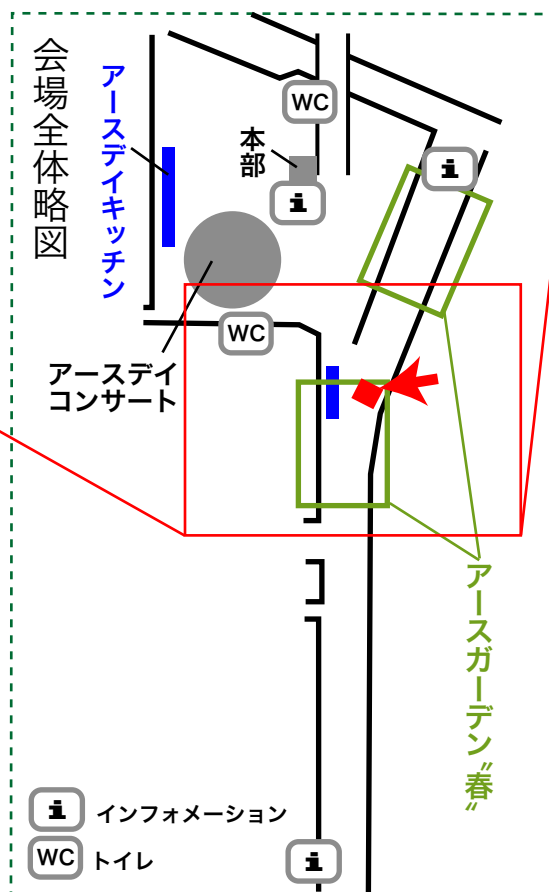 会場全体略図
アースデイキッチン
WC
本部
i
i
WC
アースデイ
コンサート
アースガーデン〝春〟
i インフォメーション
WC トイレ
i